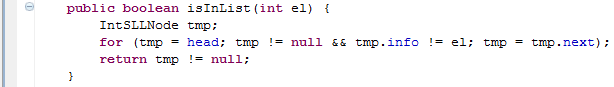 public boolean isInList(int el) {
IntSLLNode tmp;
for (tmp = head; tmp != null && tmp.info != el; tmp = tmp.next);
return tmp != null;
}